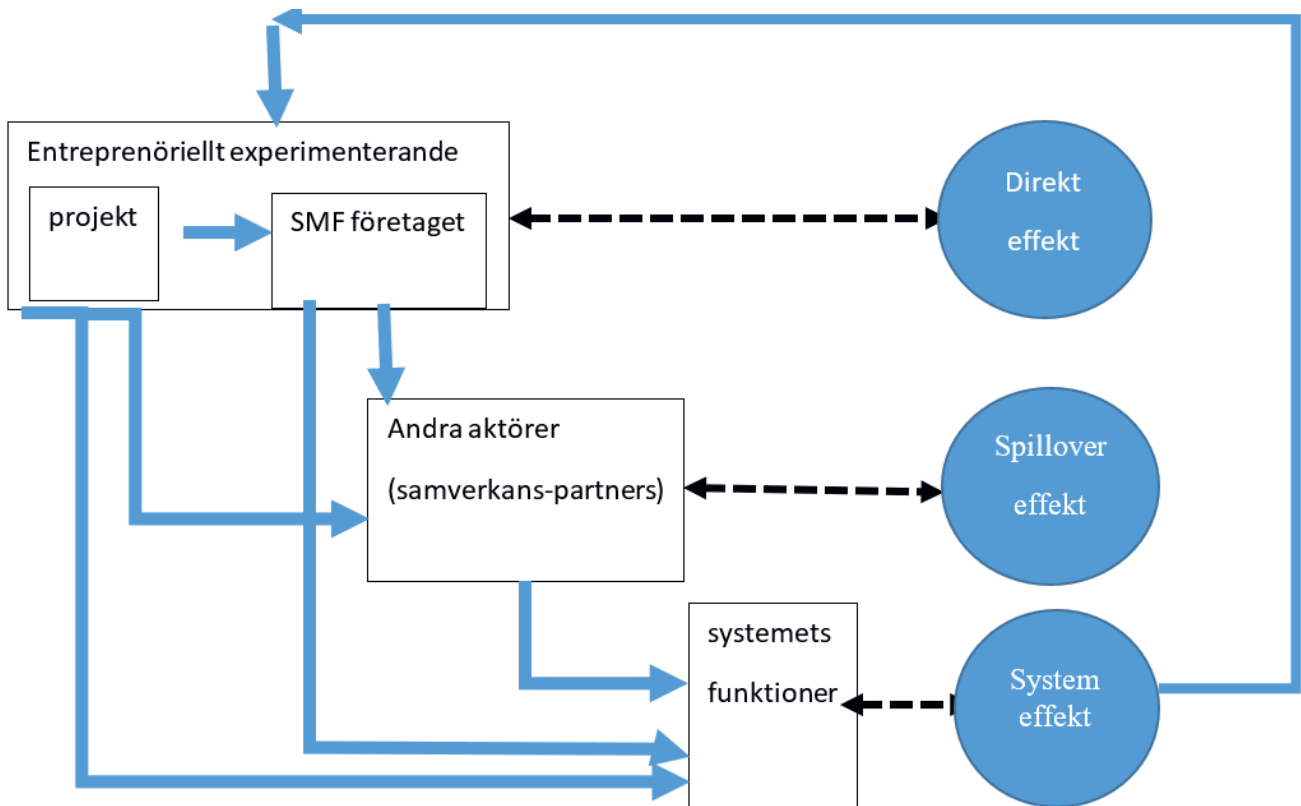 Entreprenöriellt experimenterande
projekt
SMF företaget
Direkt
effekt
Andra aktörer
(samverkans-partners)
Spillover
effekt
systemets
funktioner
System
effekt